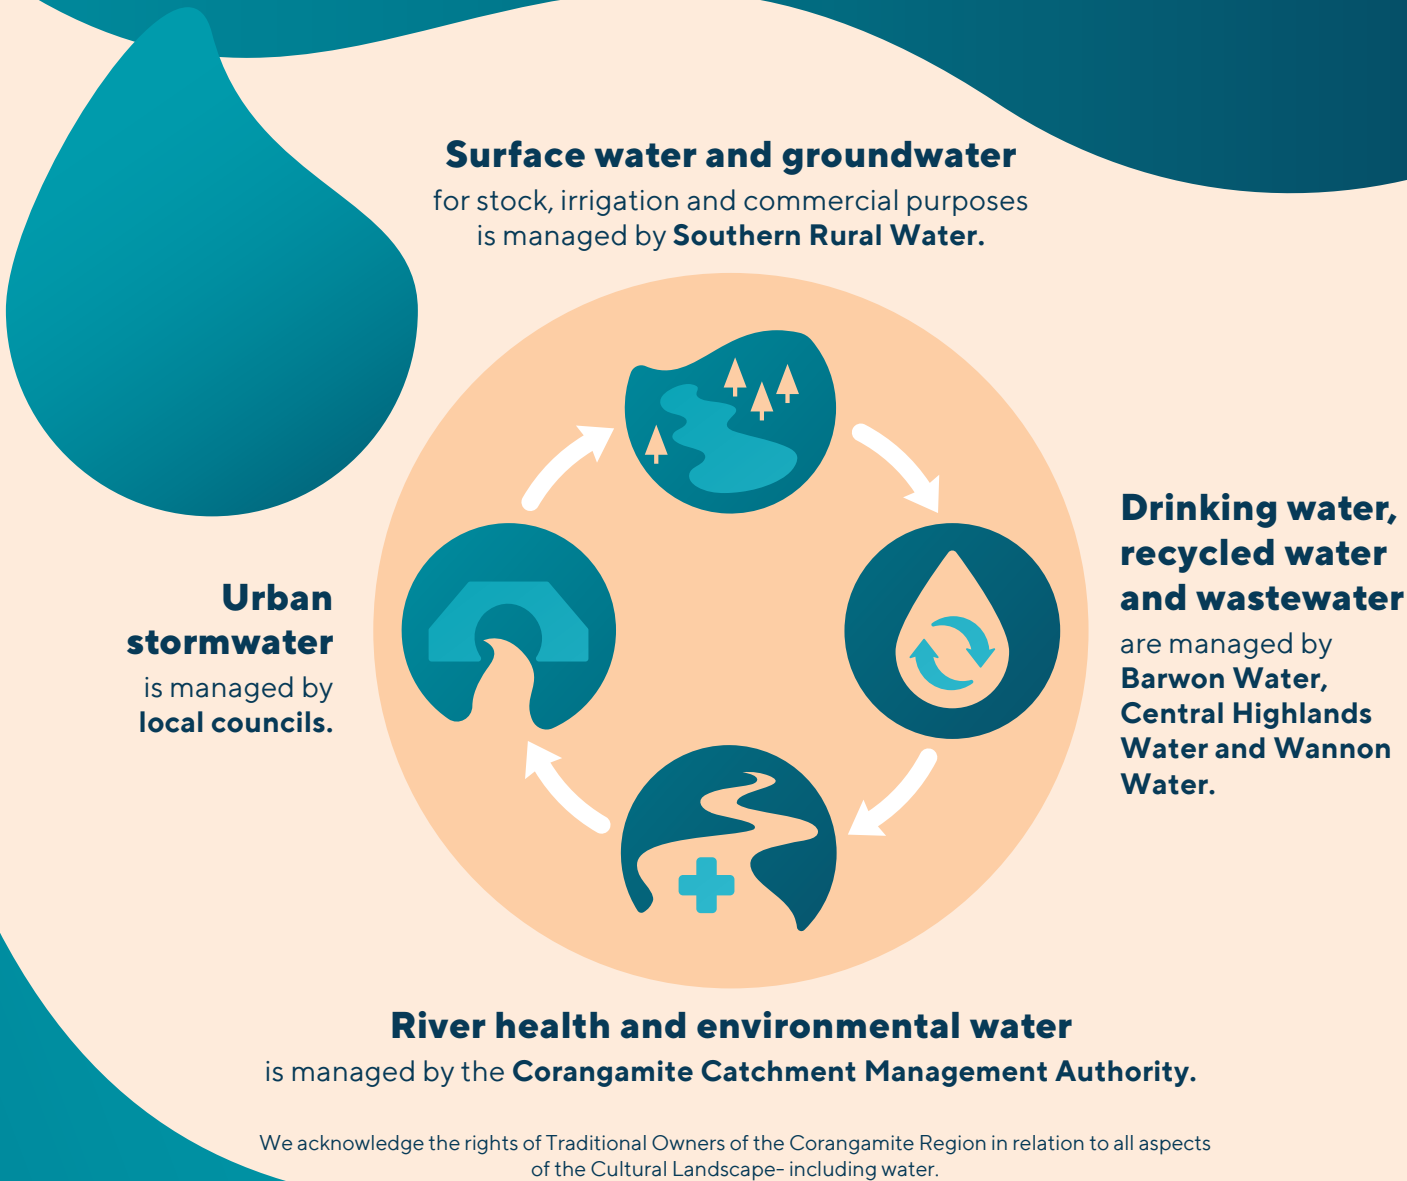 Surface water and groundwater
for stock, irrigation and commercial purposes
is managed by Southern Rural Water.
Drinking water,
recycled water
and wastewater
are managed by
Barwon Water,
Central Highlands
Water and Wannon
Water.
Urban
stormwater
is managed by
local councils.
River health and environmental water
is managed by the Corangamite Catchment Management Authority.
We acknowledge the rights of Traditional Owners of the Corangamite Region in relation to all aspects
of the Cultural Landscape- including water.